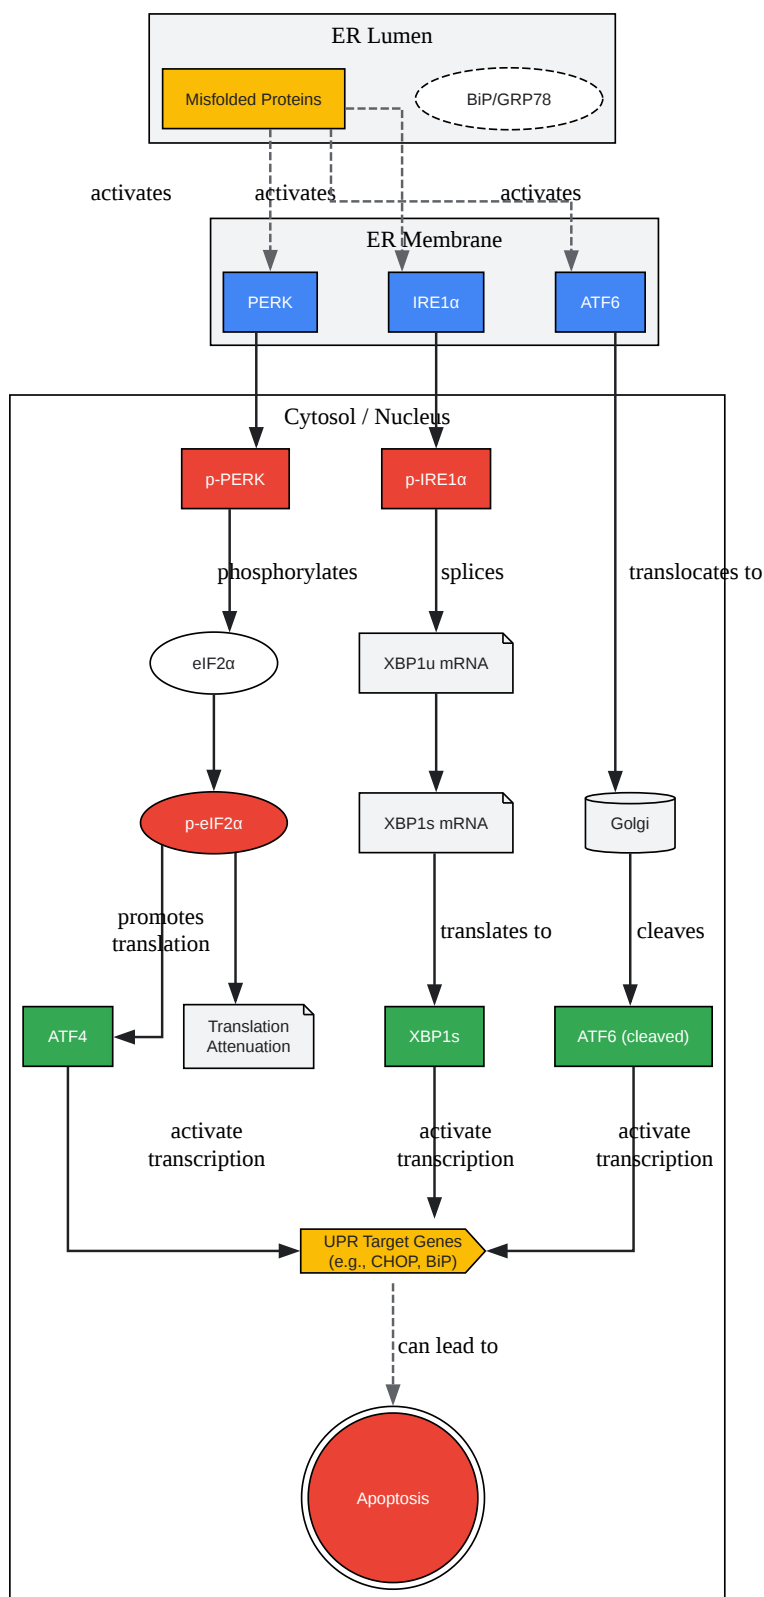 ER Lumen
Misfolded Proteins
BiP/GRP78
activates
activates
activates
ER Membrane
PERK
IRE1α
ATF6
Cytosol / Nucleus
p-PERK
p-IRE1α
phosphorylates
splices
translocates to
eIF2α
XBP1u mRNA
p-eIF2α
XBP1s mRNA
Golgi
promotes
translation
translates to
cleaves
ATF4
Translation
Attenuation
XBP1s
ATF6 (cleaved)
activate
transcription
activate
transcription
activate
transcription
UPR Target Genes
(e.g., CHOP, BiP)
can lead to
Apoptosis